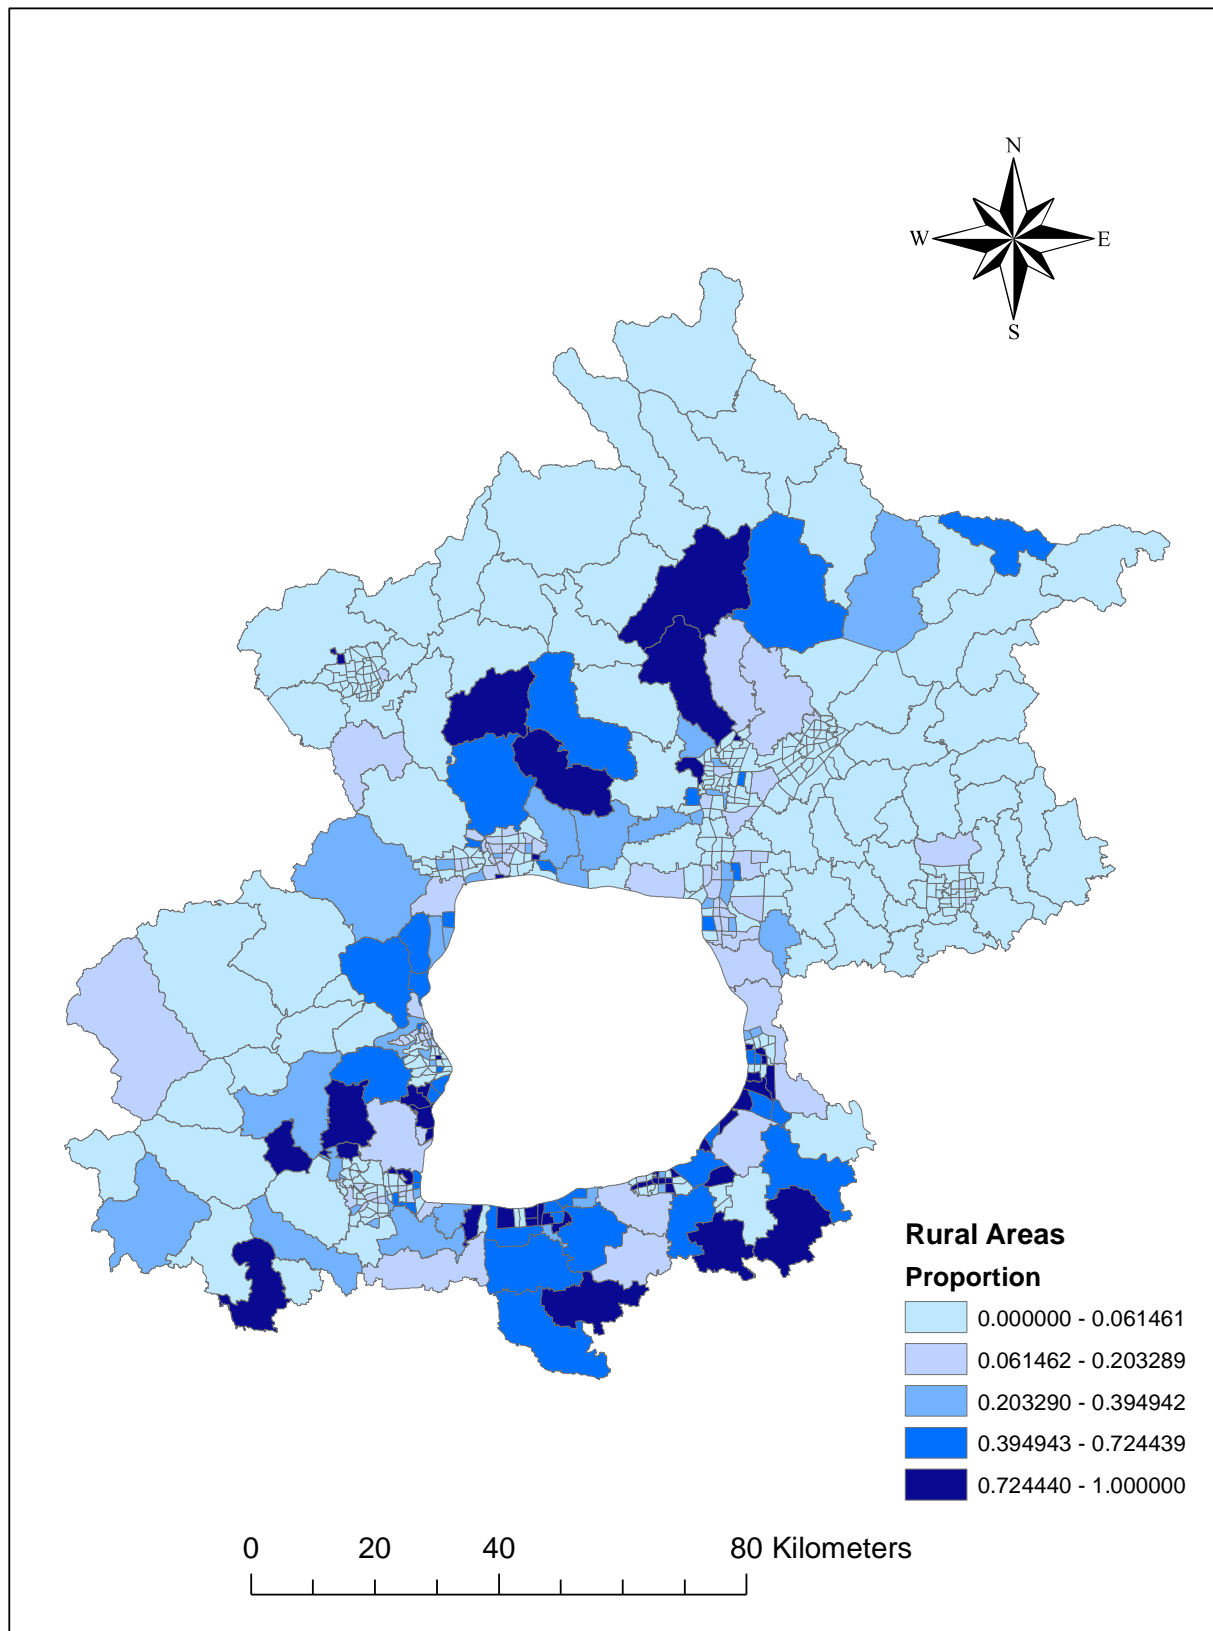 N
W E
S
Rural Areas
Proportion
0.000000 - 0.061461
0.061462 - 0.203289
0.203290 - 0.394942
0.394943 - 0.724439
0.724440 - 1.000000
0 20 40 80 Kilometers